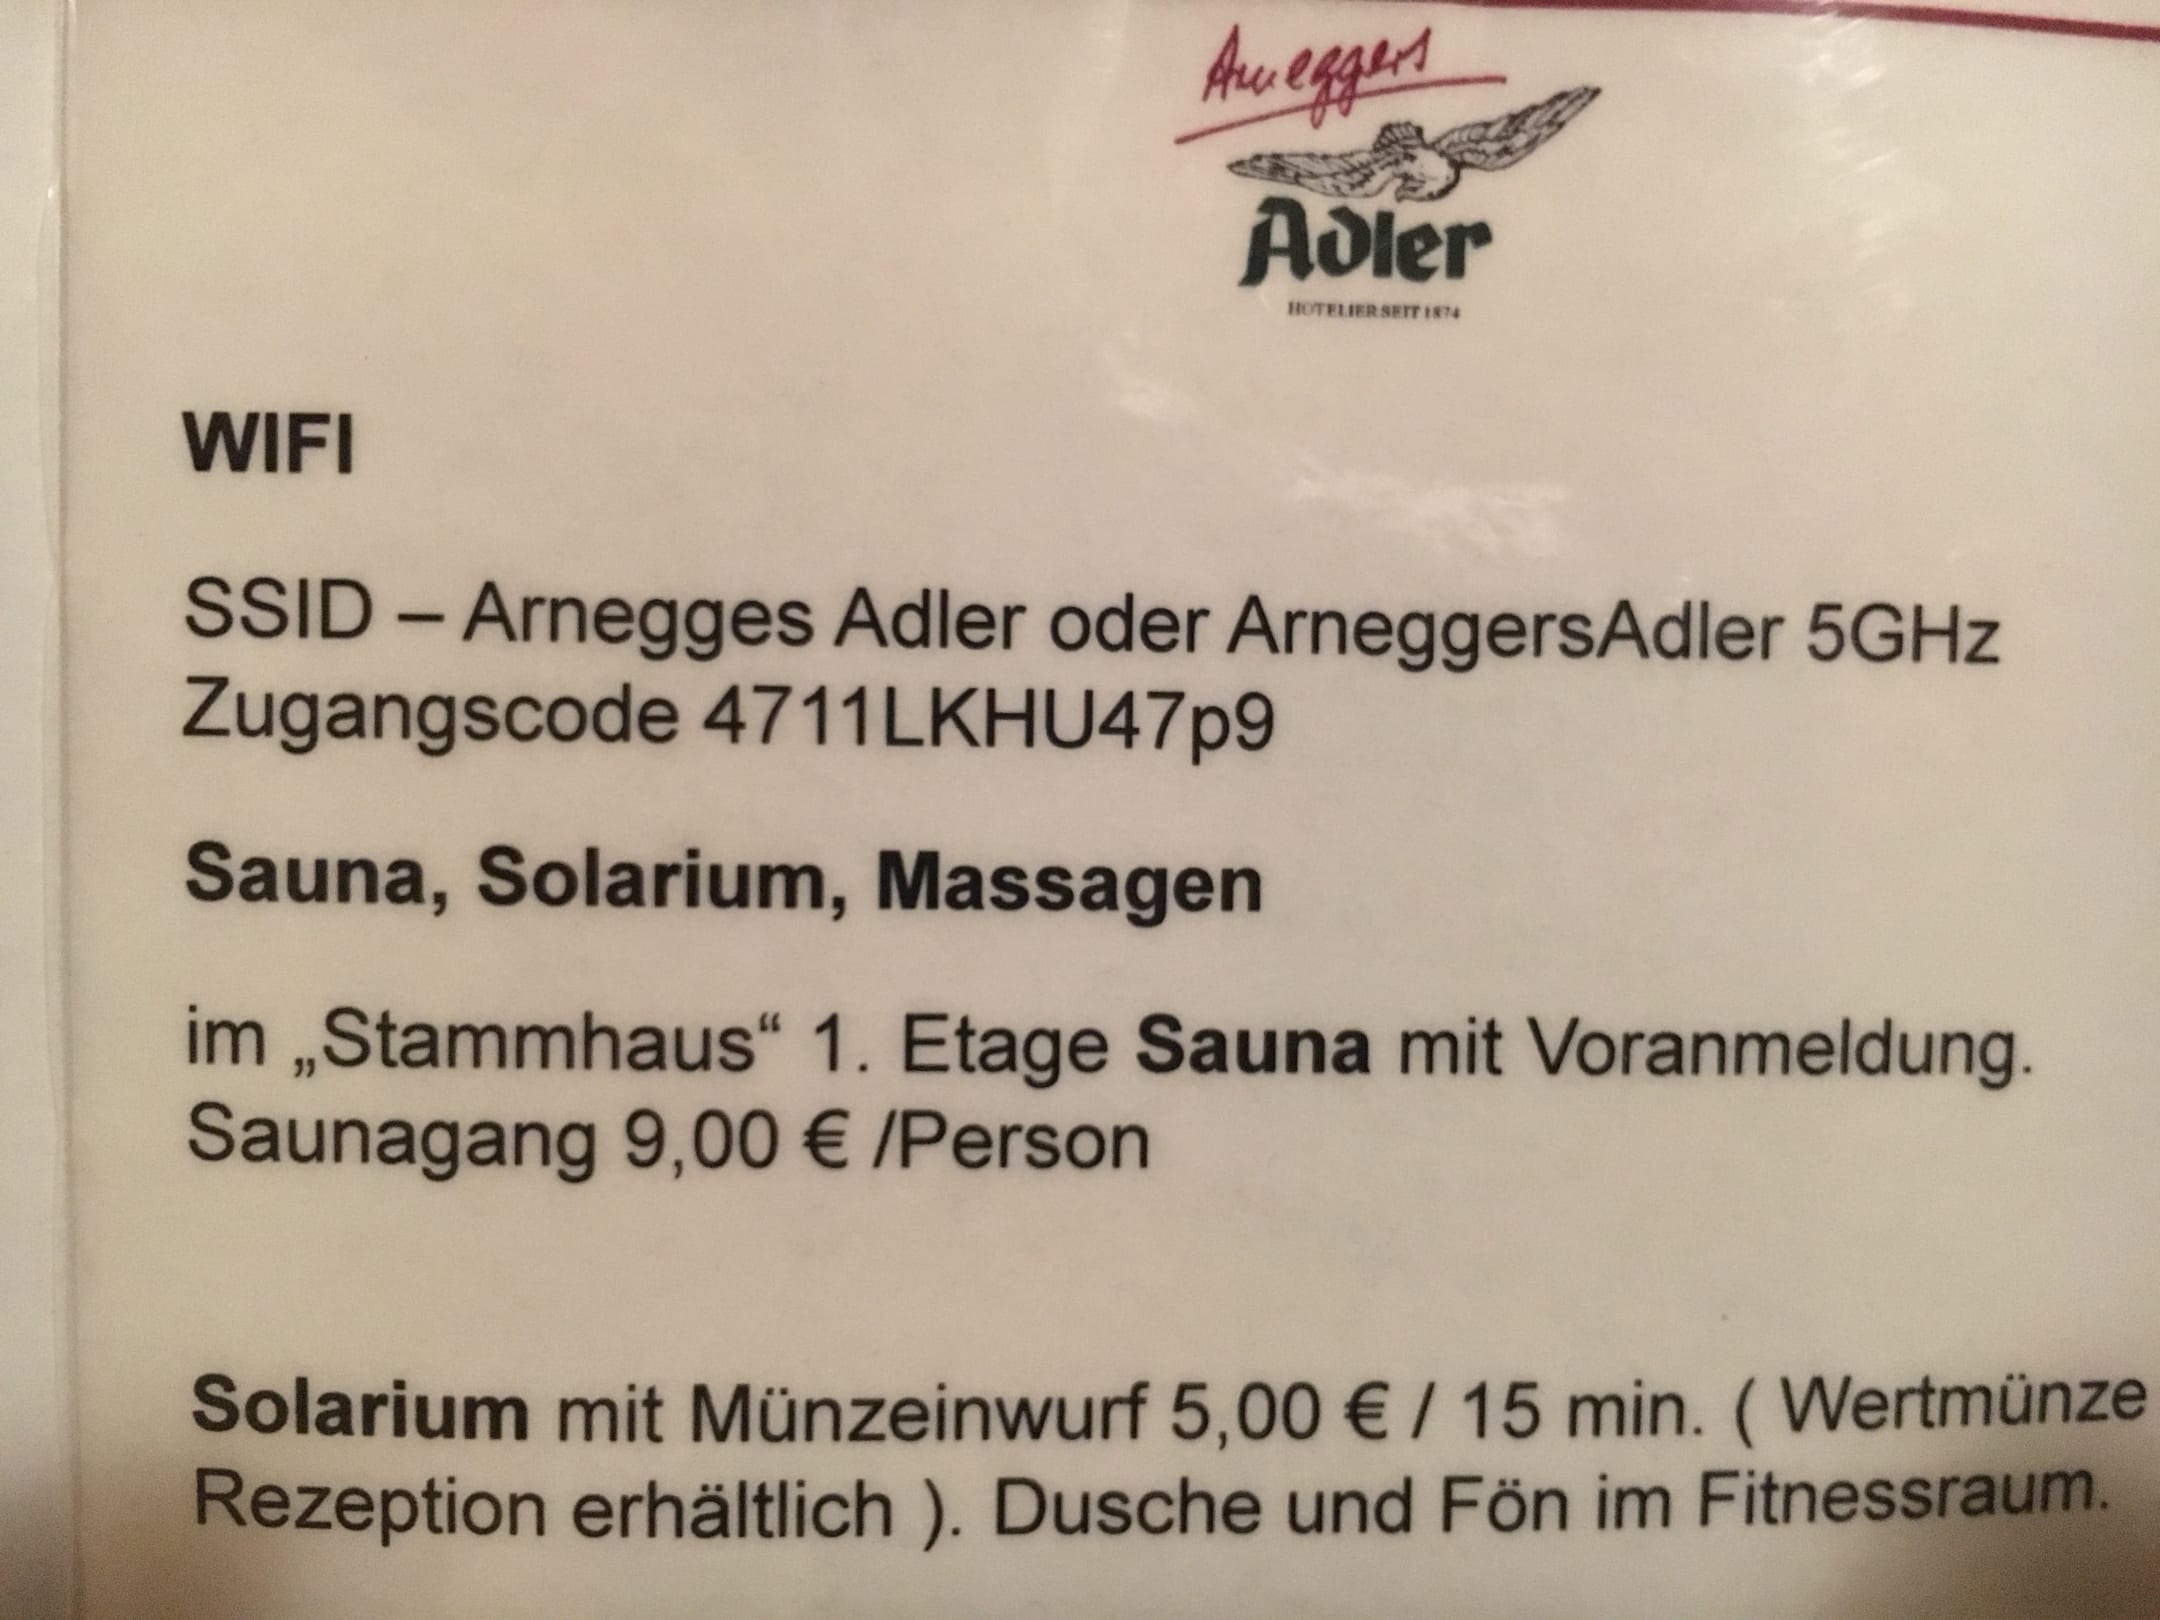 Arneggers
Adler
HOTELIER SEIT 1874
WIFI
SSID – Arnegges Adler oder ArneggersAdler 5GHz
Zugangscode 4711LKHU47p9
Sauna, Solarium, Massagen
im „Stammhaus“ 1. Etage Sauna mit Voranmeldung.
Saunagang 9,00 € /Person
Solarium mit Münzeinwurf 5,00 € / 15 min. ( Wertmünze
Rezeption erhältlich ). Dusche und Fön im Fitnessraum.